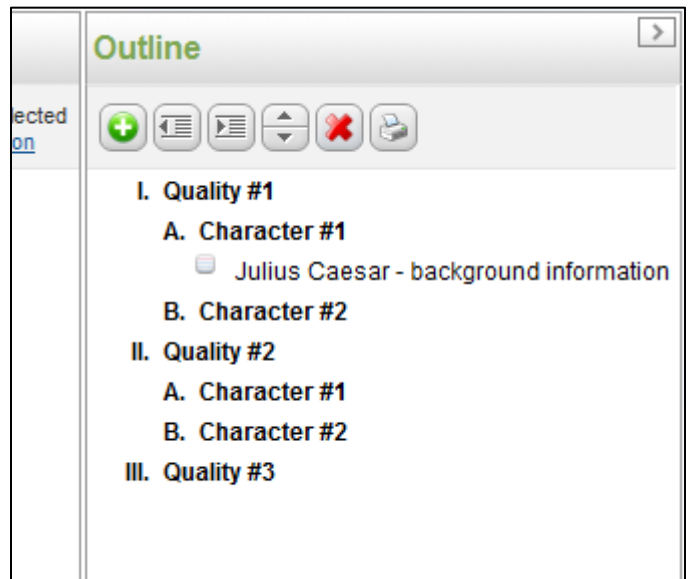 Outline
lected
on
I. Quality #1
A. Character #1
Julius Caesar - background information
B. Character #2
II. Quality #2
A. Character #1
B. Character #2
III. Quality #3